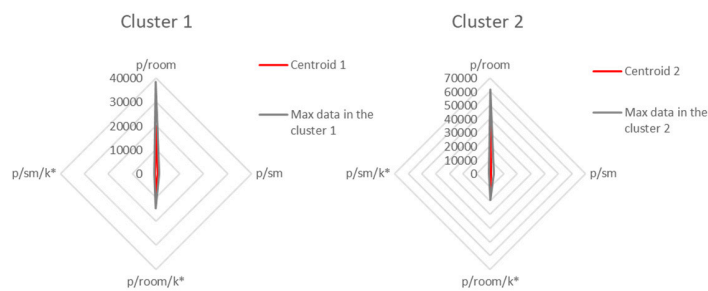 Cluster 1
p/room
40000
30000
20000
10000
0
p/sm/k*
p/sm
p/room/k*
Centroid 1
Max data in the
cluster 1
Cluster 2
p/room
70000
60000
50000
40000
30000
20000
10000
0
p/sm/k*
p/sm
p/room/k*
Centroid 2
Max data in the
cluster 2